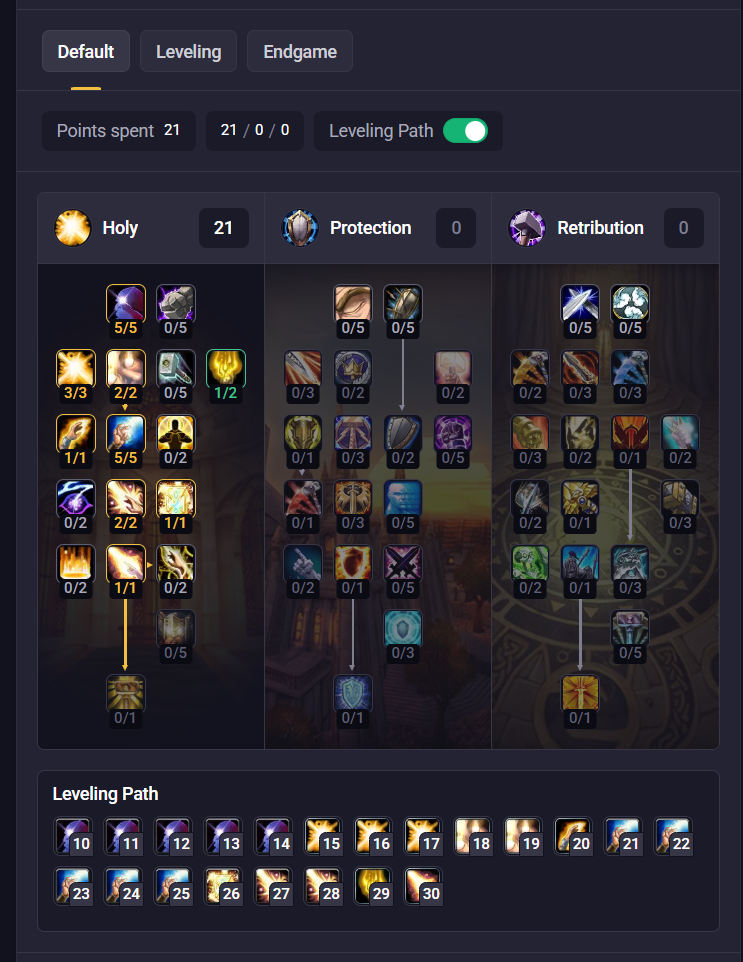 Default Leveling Endgame
Points spent 21 21 / 0 / 0 Leveling Path
Holy 21 Protection 0 Retribution 0
5/5 0/5 0/5 0/5 0/5 0/5
3/3 2/2 0/5 1/2 0/3 0/2 0/2 0/2 0/3 0/2
1/1 5/5 0/2 0/1 0/3 0/2 0/5 0/3 0/2 0/1 0/2
0/2 2/2 1/1 0/1 0/3 0/5 0/2 0/1 0/3
0/2 1/1 0/2 0/2 0/1 0/5 0/2 0/1 0/3
0/5 0/3 0/5
0/1 0/1 0/1
Leveling Path
10 11 12 13 14 15 16 17 18 19 20 21 22
23 24 25 26 27 28 29 30